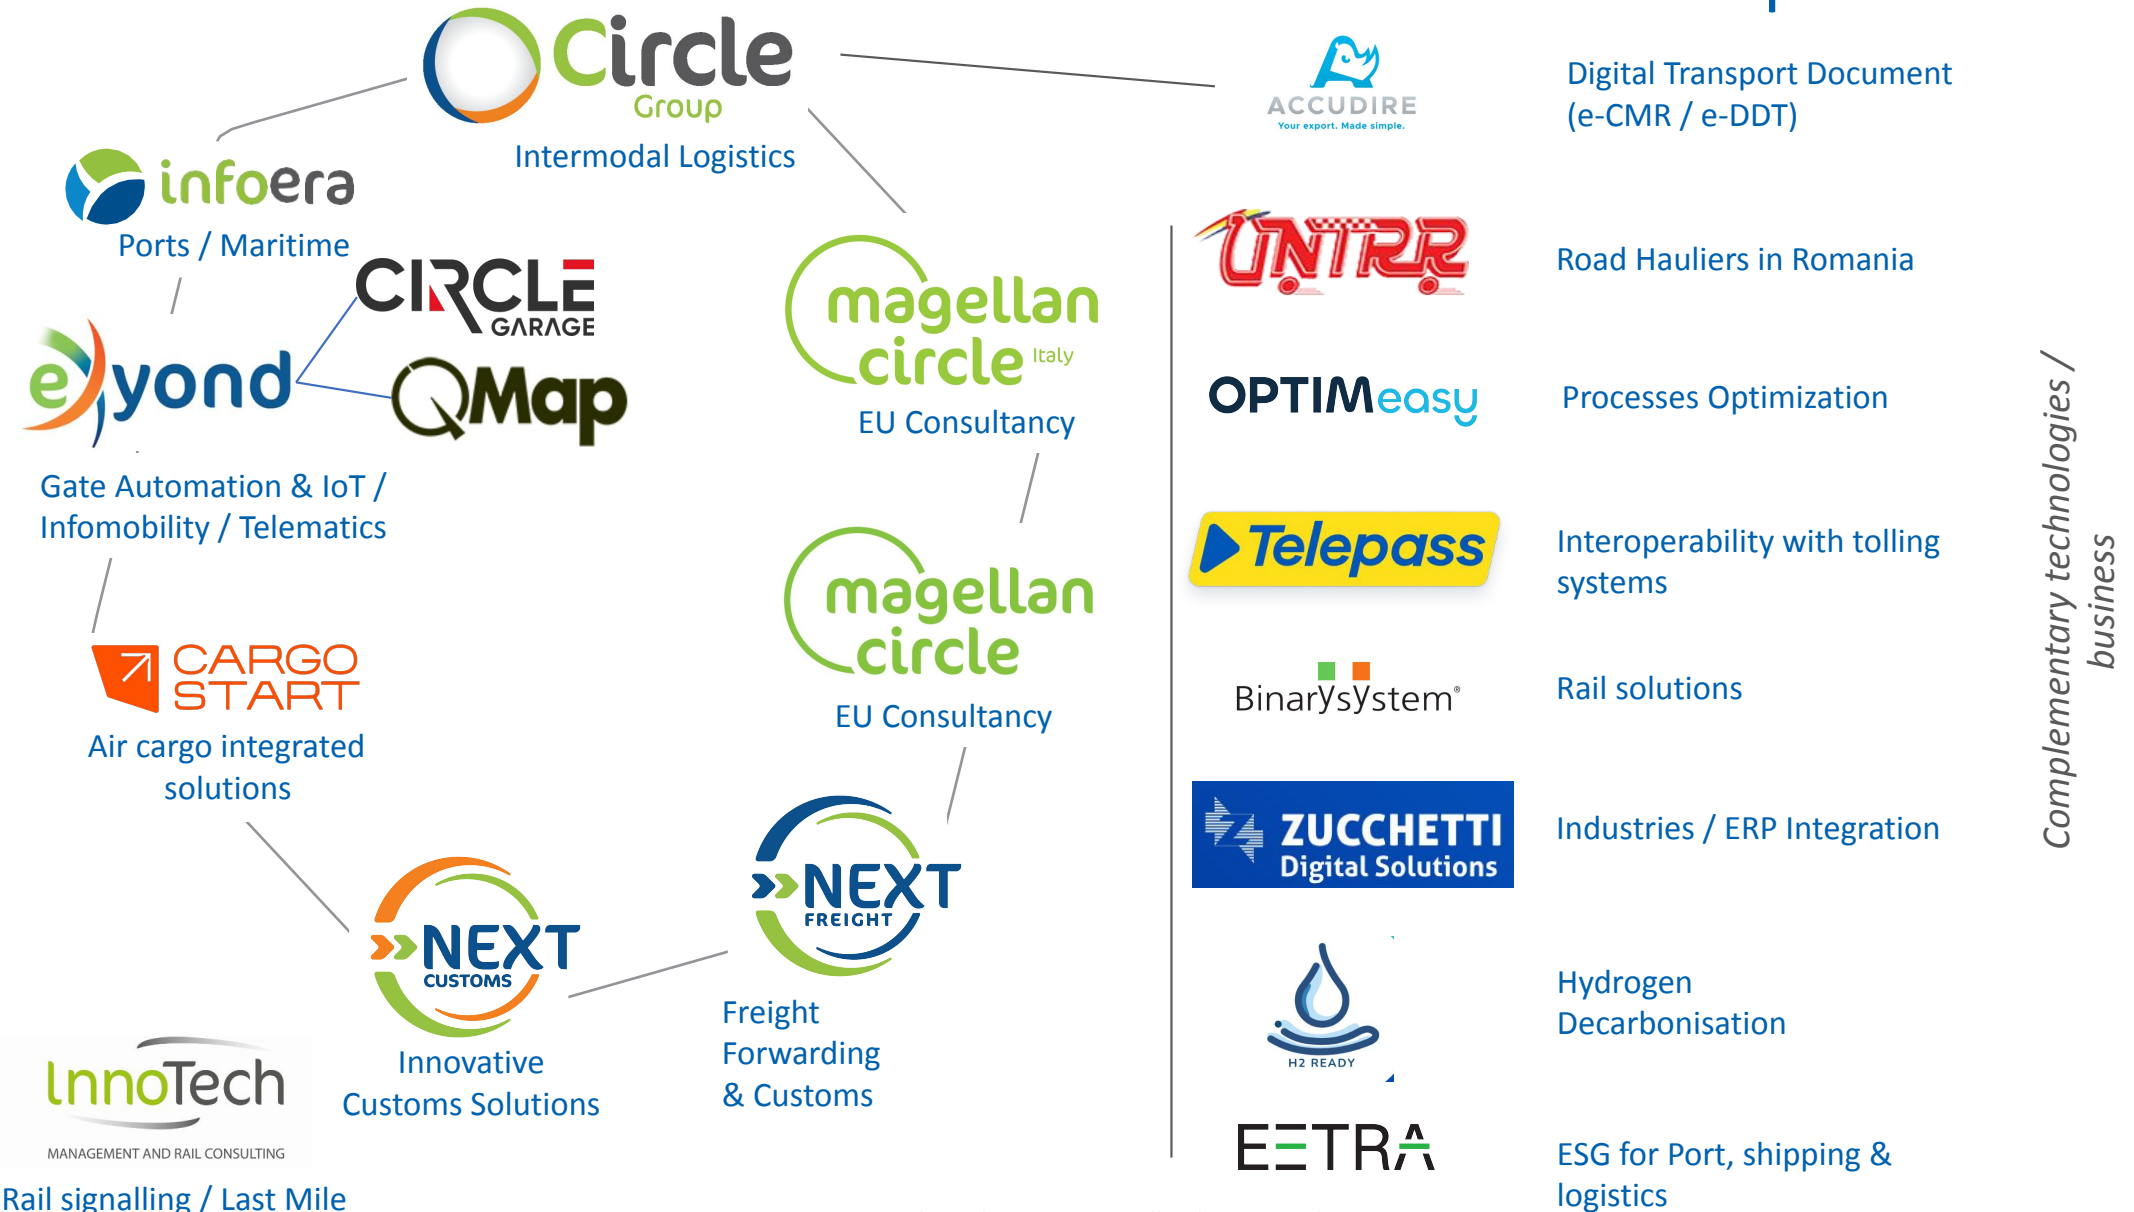 Circle
Group
Intermodal Logistics
infoera
Ports / Maritime
CIRCLE
GARAGE
eyond
QMap
Gate Automation & IoT /
Infomobility / Telematics
CARGO
START
Air cargo integrated
solutions
NEXT
CUSTOMS
Innovative
Customs Solutions
InnoTech
MANAGEMENT AND RAIL CONSULTING
Rail signalling / Last Mile
magellan
circle Italy
EU Consultancy
magellan
circle
EU Consultancy
NEXT
FREIGHT
Freight
Forwarding
& Customs
ACCUDIRE
Your export. Made simple.
Digital Transport Document
(e-CMR / e-DDT)
UNTRR
Road Hauliers in Romania
OPTIMeasy
Processes Optimization
Telepass
Interoperability with tolling
systems
Binarysystem®
Rail solutions
ZUCCHETTI
Digital Solutions
Industries / ERP Integration
H2 READY
Hydrogen
Decarbonisation
EETRA
ESG for Port, shipping &
logistics
Complementary technologies /
business